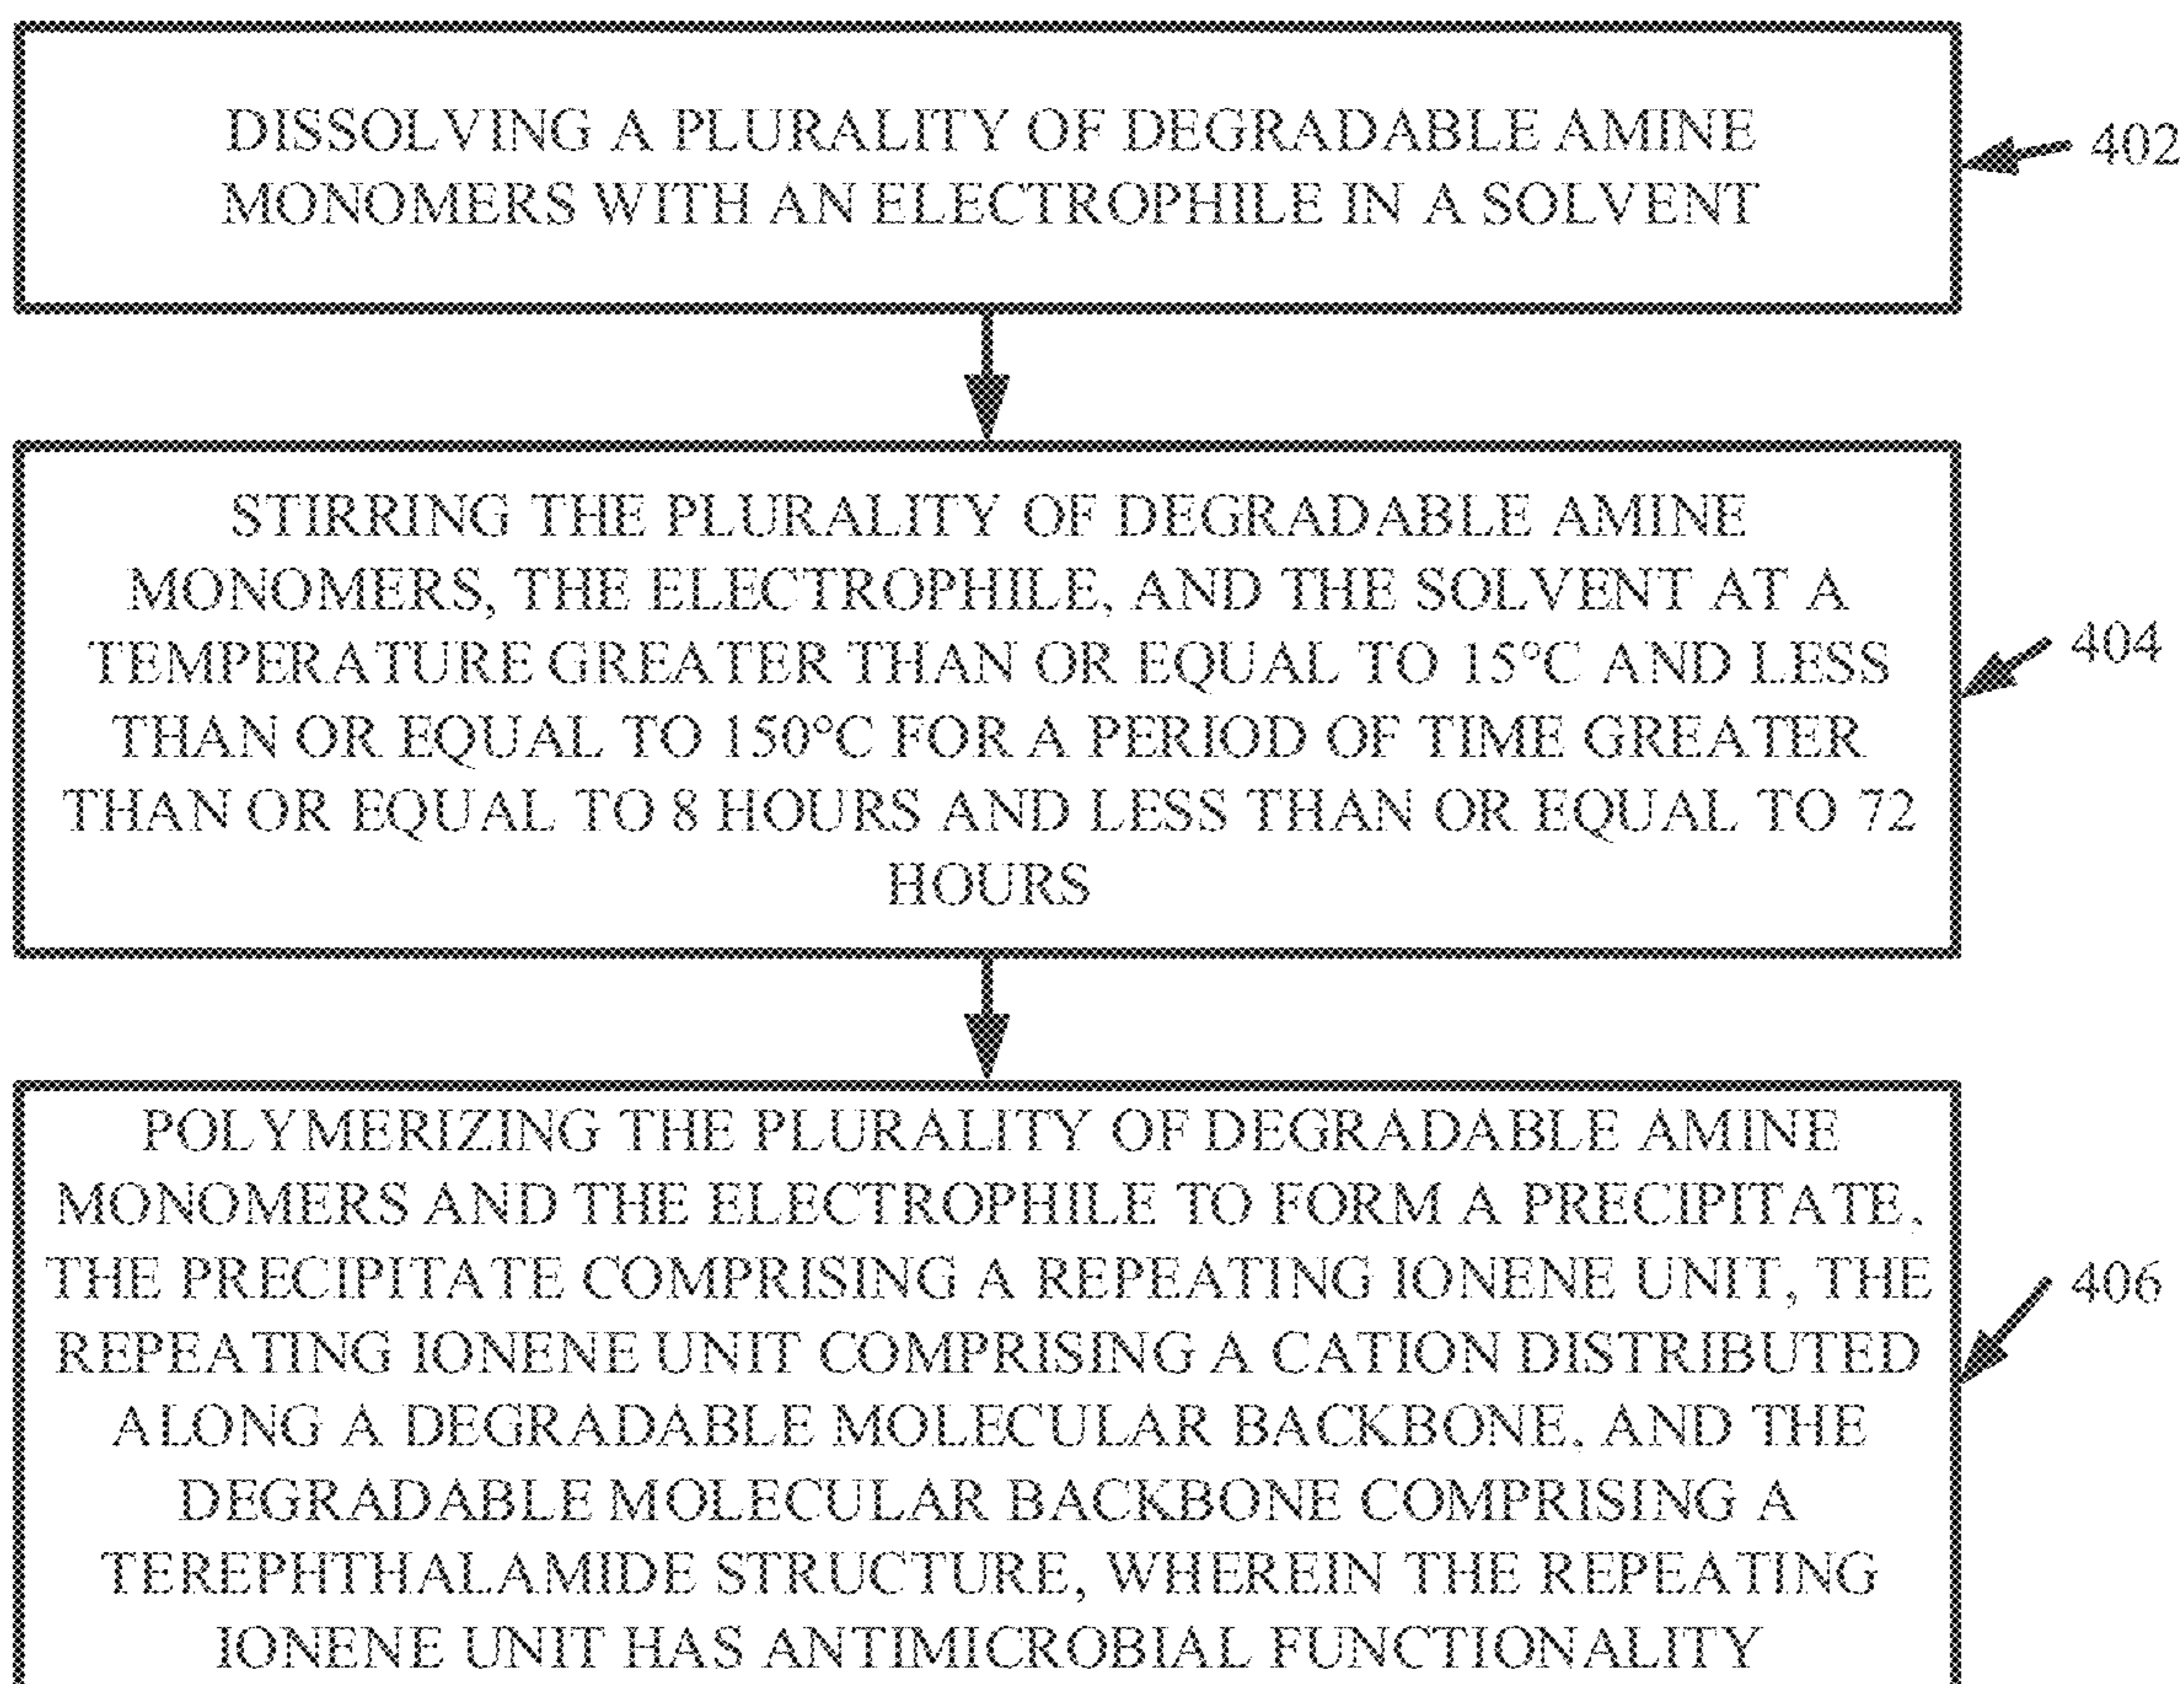 DISSOLVING A PLURALITY OF DEGRADABLE AMINE
MONOMERS WITH AN ELECTROPHILE IN A SOLVENT
402
STIRRING THE PLURALITY OF DEGRADABLE AMINE
MONOMERS, THE ELECTROPHILE, AND THE SOLVENT AT A
TEMPERATURE GREATER THAN OR EQUAL TO 15°C AND LESS
THAN OR EQUAL TO 150°C FOR A PERIOD OF TIME GREATER
THAN OR EQUAL TO 8 HOURS AND LESS THAN OR EQUAL TO 72
HOURS
404
POLYMERIZING THE PLURALITY OF DEGRADABLE AMINE
MONOMERS AND THE ELECTROPHILE TO FORM A PRECIPITATE,
THE PRECIPITATE COMPRISING A REPEATING IONENE UNIT, THE
REPEATING IONENE UNIT COMPRISING A CATION DISTRIBUTED
ALONG A DEGRADABLE MOLECULAR BACKBONE, AND THE
DEGRADABLE MOLECULAR BACKBONE COMPRISING A
TEREPHTHALAMIDE STRUCTURE, WHEREIN THE REPEATING
IONENE UNIT HAS ANTIMICROBIAL FUNCTIONALITY
406